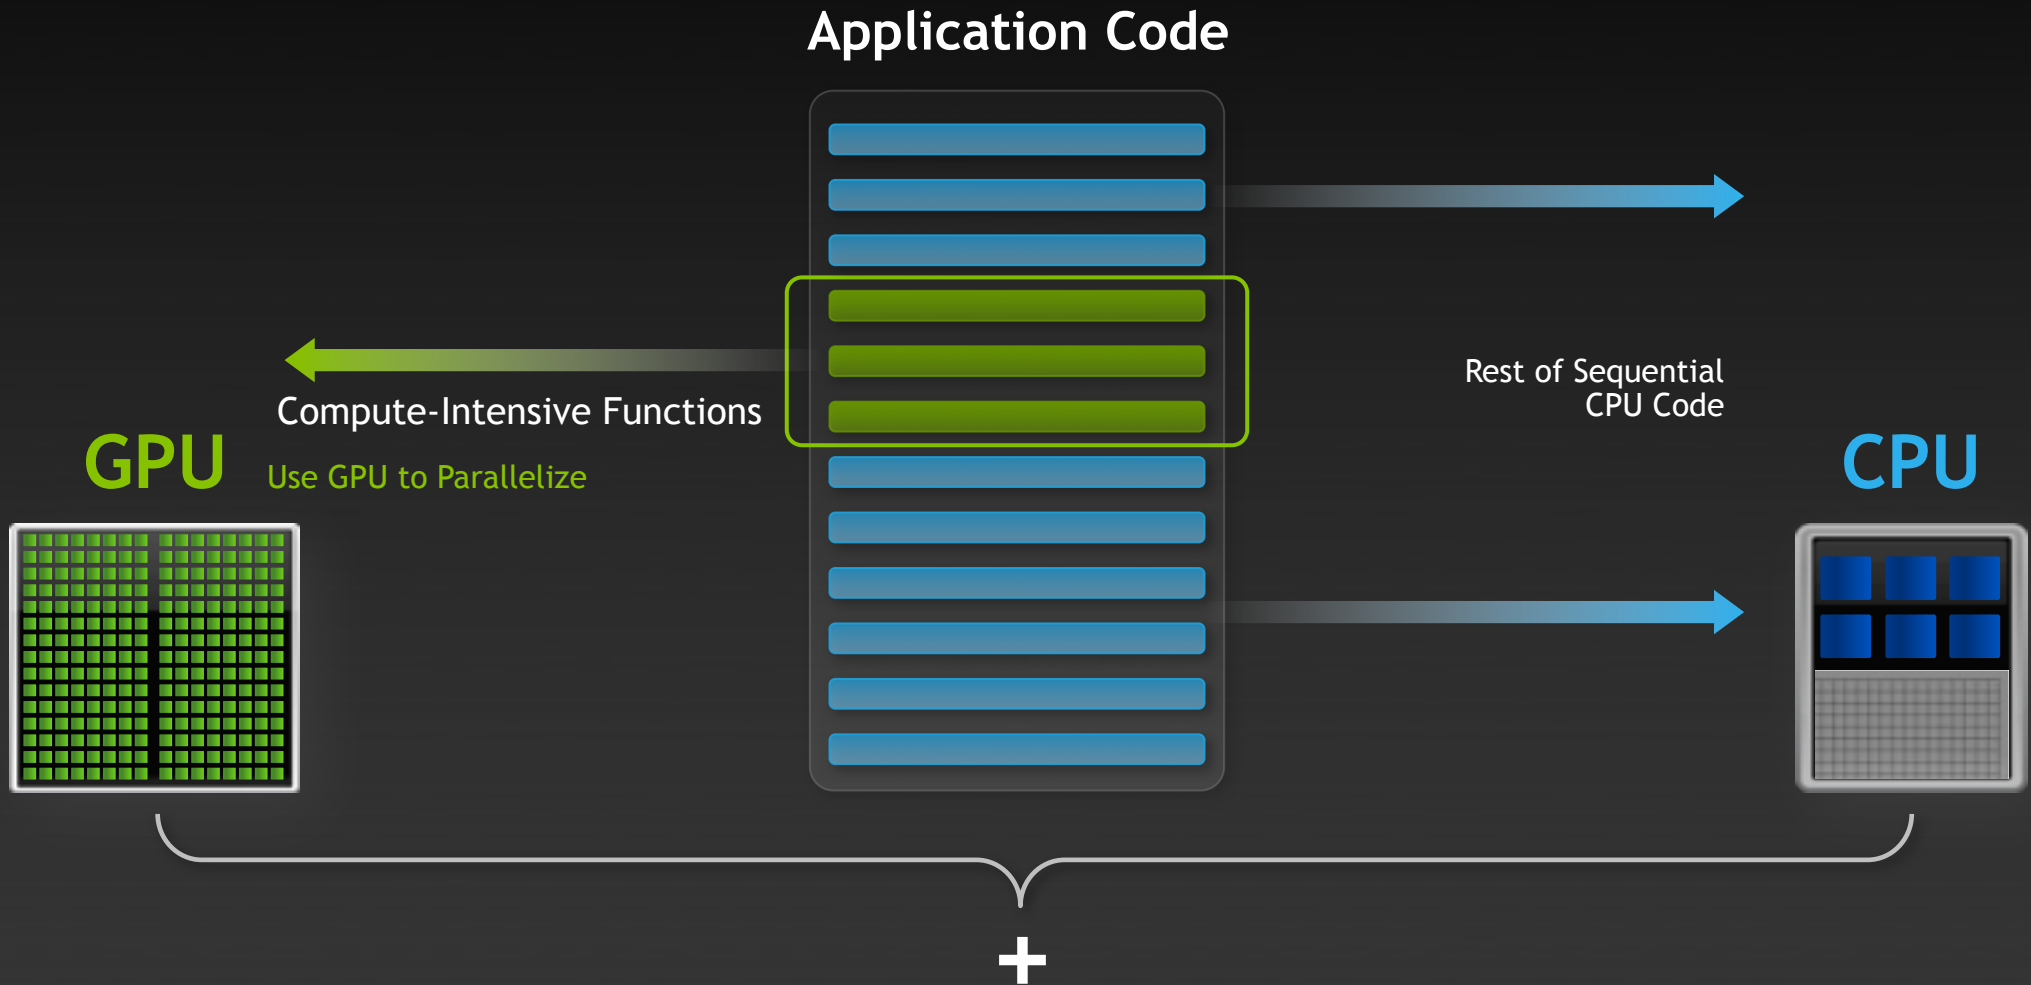 Application Code
Compute-Intensive Functions
GPU
Use GPU to Parallelize
Rest of Sequential
CPU Code
CPU
+